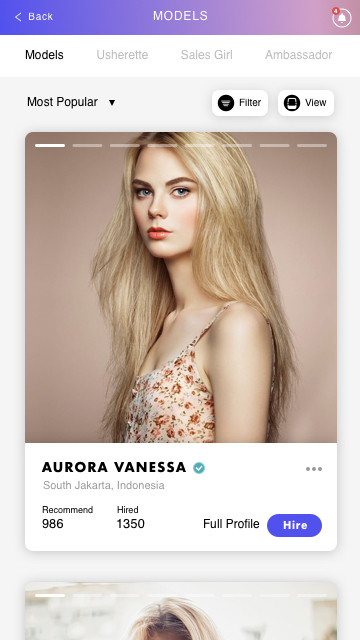 Back
MODELS
4
Models Usherette Sales Girl Ambassador
Most Popular ▼
Filter
View
AURORA VANESSA
South Jakarta, Indonesia
Recommend Hired
986 1350
Full Profile Hire